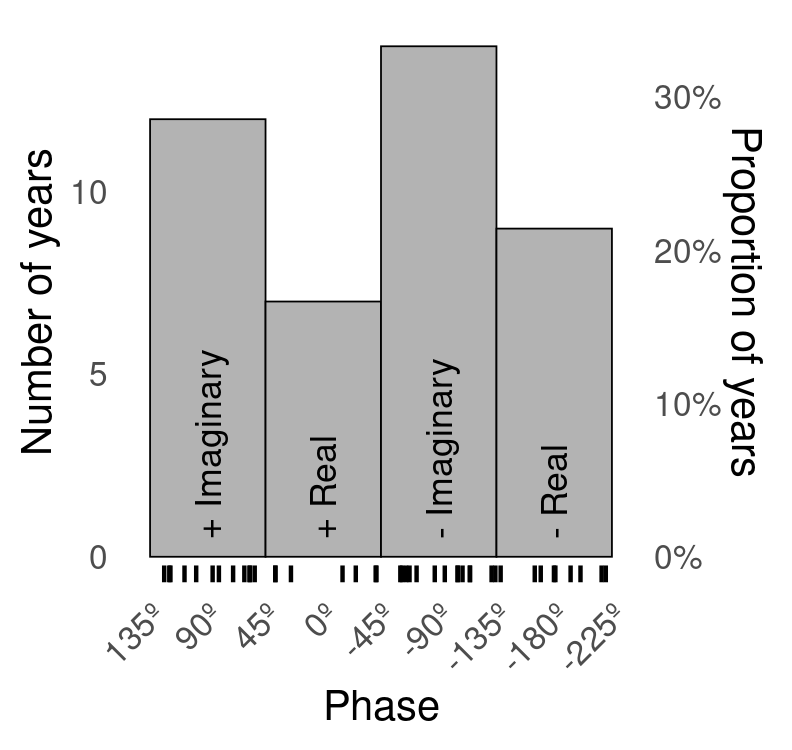 Number of years
10
5
0
30%
20%
10%
0%
Proportion of years
+ Imaginary
+ Real
- Imaginary
- Real
135º
90º
45º
0º
-45º
-90º
-135º
-180º
-225º
Phase